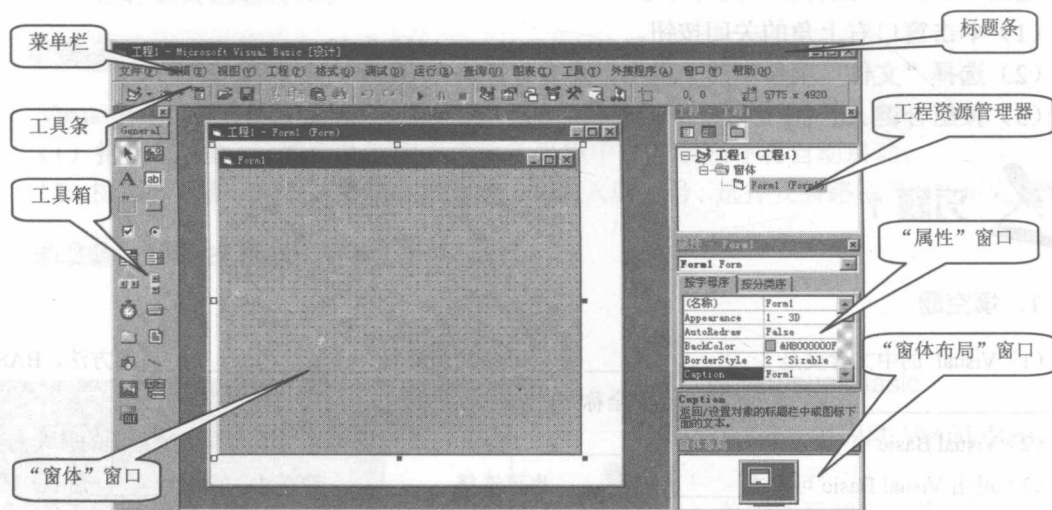 菜单栏
标题条
工程1 - Microsoft Visual Basic [设计]
文件(F) 编辑(E) 视图(V) 工程(P) 格式(O) 调试(D) 运行(R) 查询(U) 图表(I) 工具(T) 外接程序(A) 窗口(W) 帮助(H)
0, 0 5775 x 4920
工具条
工程资源管理器
General
工程1 - Form1 (Form)
Form1
工程1 (工程1)
窗体
Form1 (Form1)
工具箱
属性 - Form1
“属性”窗口
Form1 Form
按字母序 按分类序
(名称) Form1
Appearance 1 - 3D
AutoRedraw False
BackColor &H8000000F
BorderStyle 2 - Sizable
Caption Form1
“窗体布局”窗口
Caption
返回/设置对象的标题栏中或图标下
面的文本。
“窗体”窗口